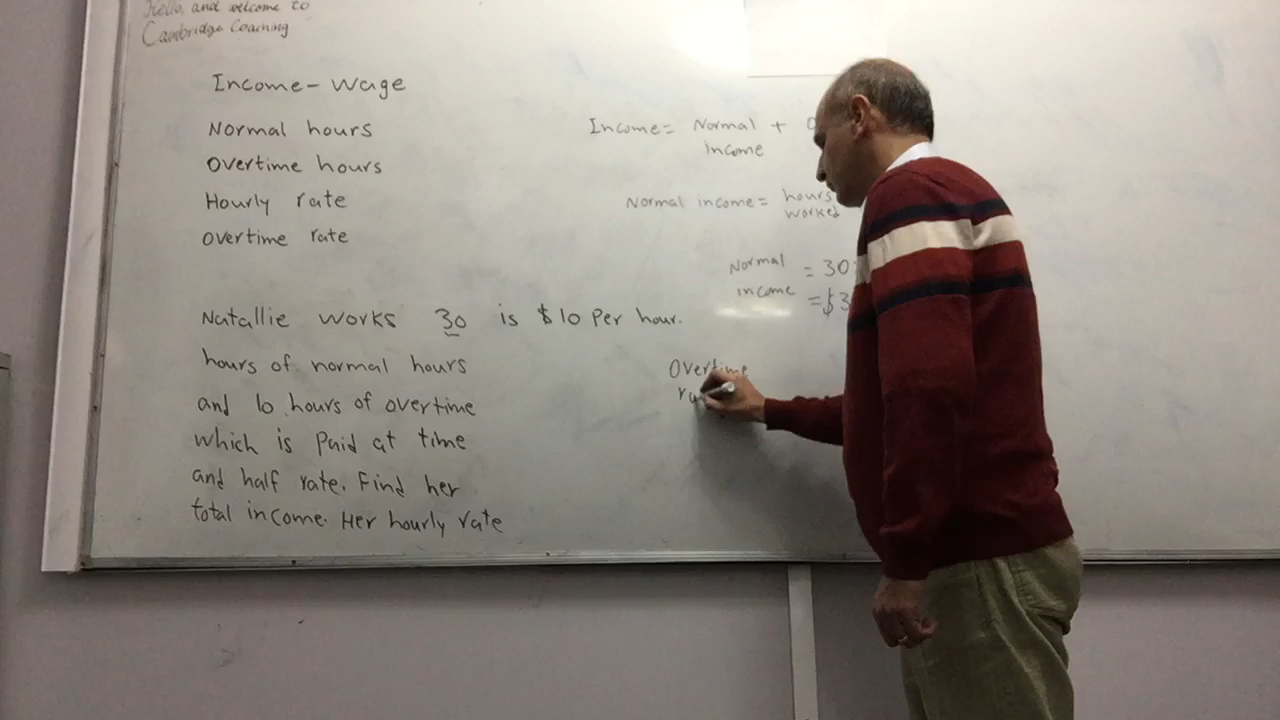 Hello, and welcome to
Cambridge Coaching
Income - Wage
Normal hours
Overtime hours
Hourly rate
Overtime rate
Natallie works 30 is $10 Per hour.
hours of normal hours
and 10 hours of overtime
which is paid at time
and half rate. Find her
total income. Her hourly rate
Income = Normal +
Income
Normal income = hours
worked
Normal = 30
income = $3
Overtime